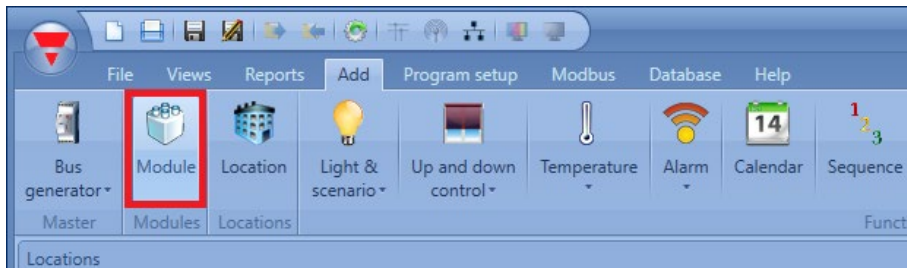 File Views Reports Add Program setup Modbus Database Help
14 1 2 3
Bus Module Location Light & Up and down Temperature Alarm Calendar Sequence
generator scenario control
Master Modules Locations Funct
Locations